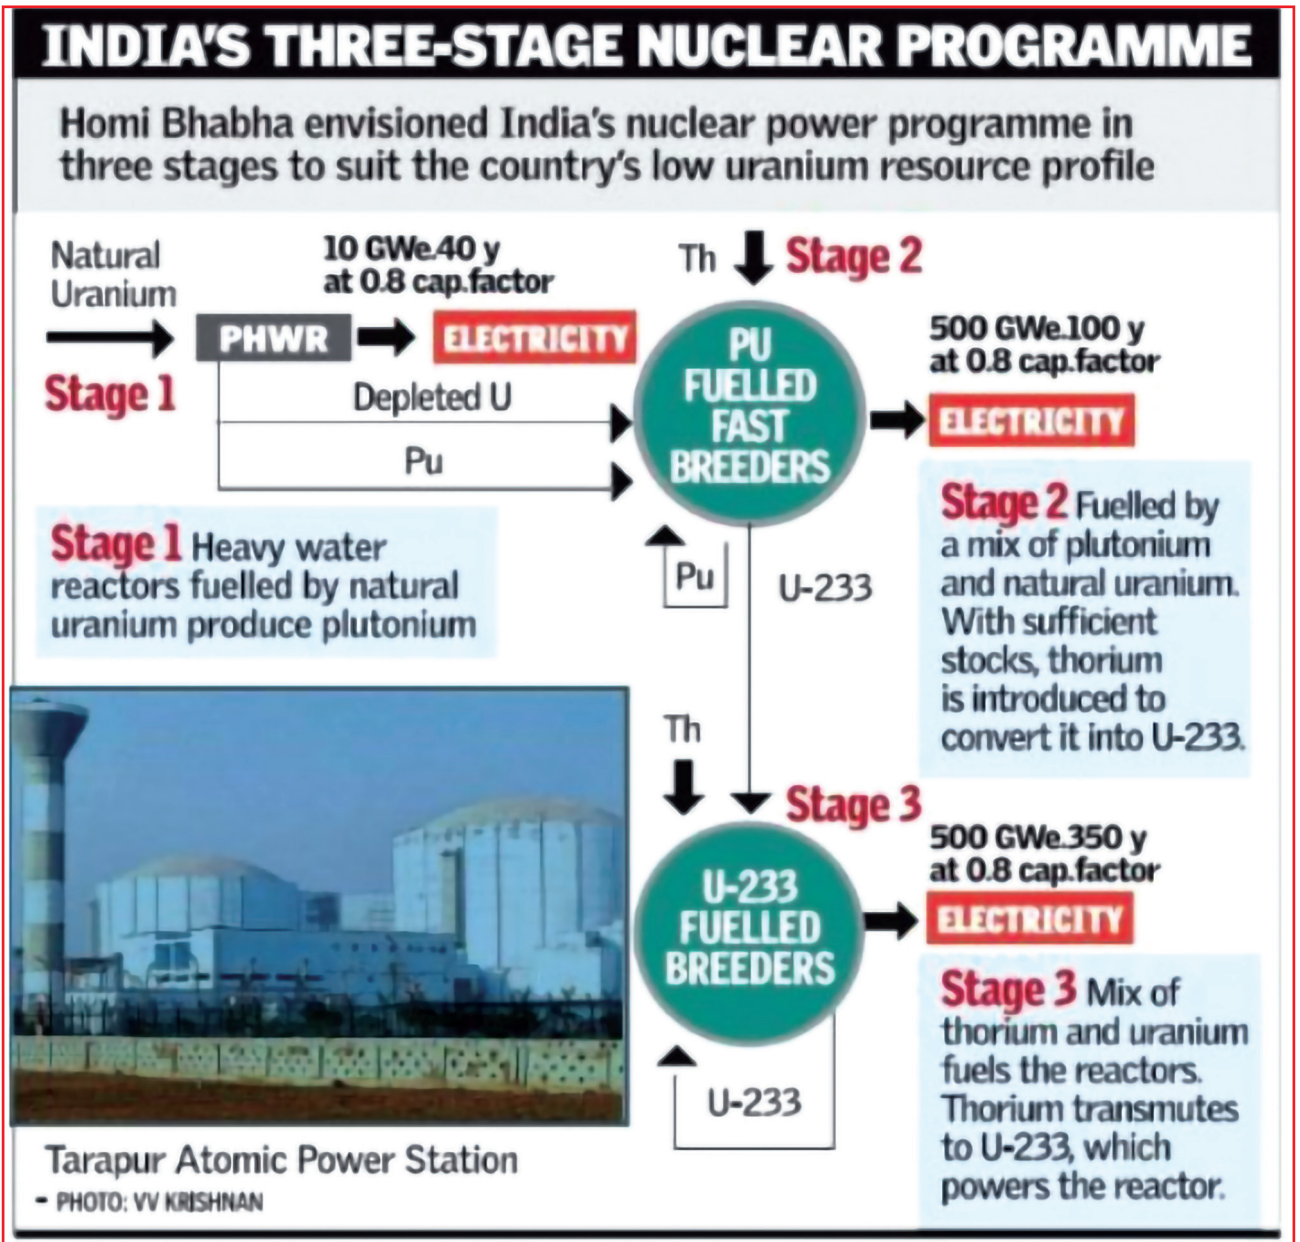 INDIA'S THREE-STAGE NUCLEAR PROGRAMME
Homi Bhabha envisioned India's nuclear power programme in
three stages to suit the country's low uranium resource profile
Natural
Uranium
10 GWe.40 y
at 0.8 cap.factor
PHWR
ELECTRICITY
Stage 1
Depleted U
Pu
Th
Stage 2
PU
FUELLED
FAST
BREEDERS
500 GWe.100 y
at 0.8 cap.factor
ELECTRICITY
Stage 1 Heavy water
reactors fuelled by natural
uranium produce plutonium
Pu
U-233
Stage 2 Fuelled by
a mix of plutonium
and natural uranium.
With sufficient
stocks, thorium
is introduced to
convert it into U-233.
Th
Stage 3
U-233
FUELLED
BREEDERS
500 GWe.350 y
at 0.8 cap.factor
ELECTRICITY
U-233
Stage 3 Mix of
thorium and uranium
fuels the reactors.
Thorium transmutes
to U-233, which
powers the reactor.
Tarapur Atomic Power Station
- PHOTO: VV KRISHNAN